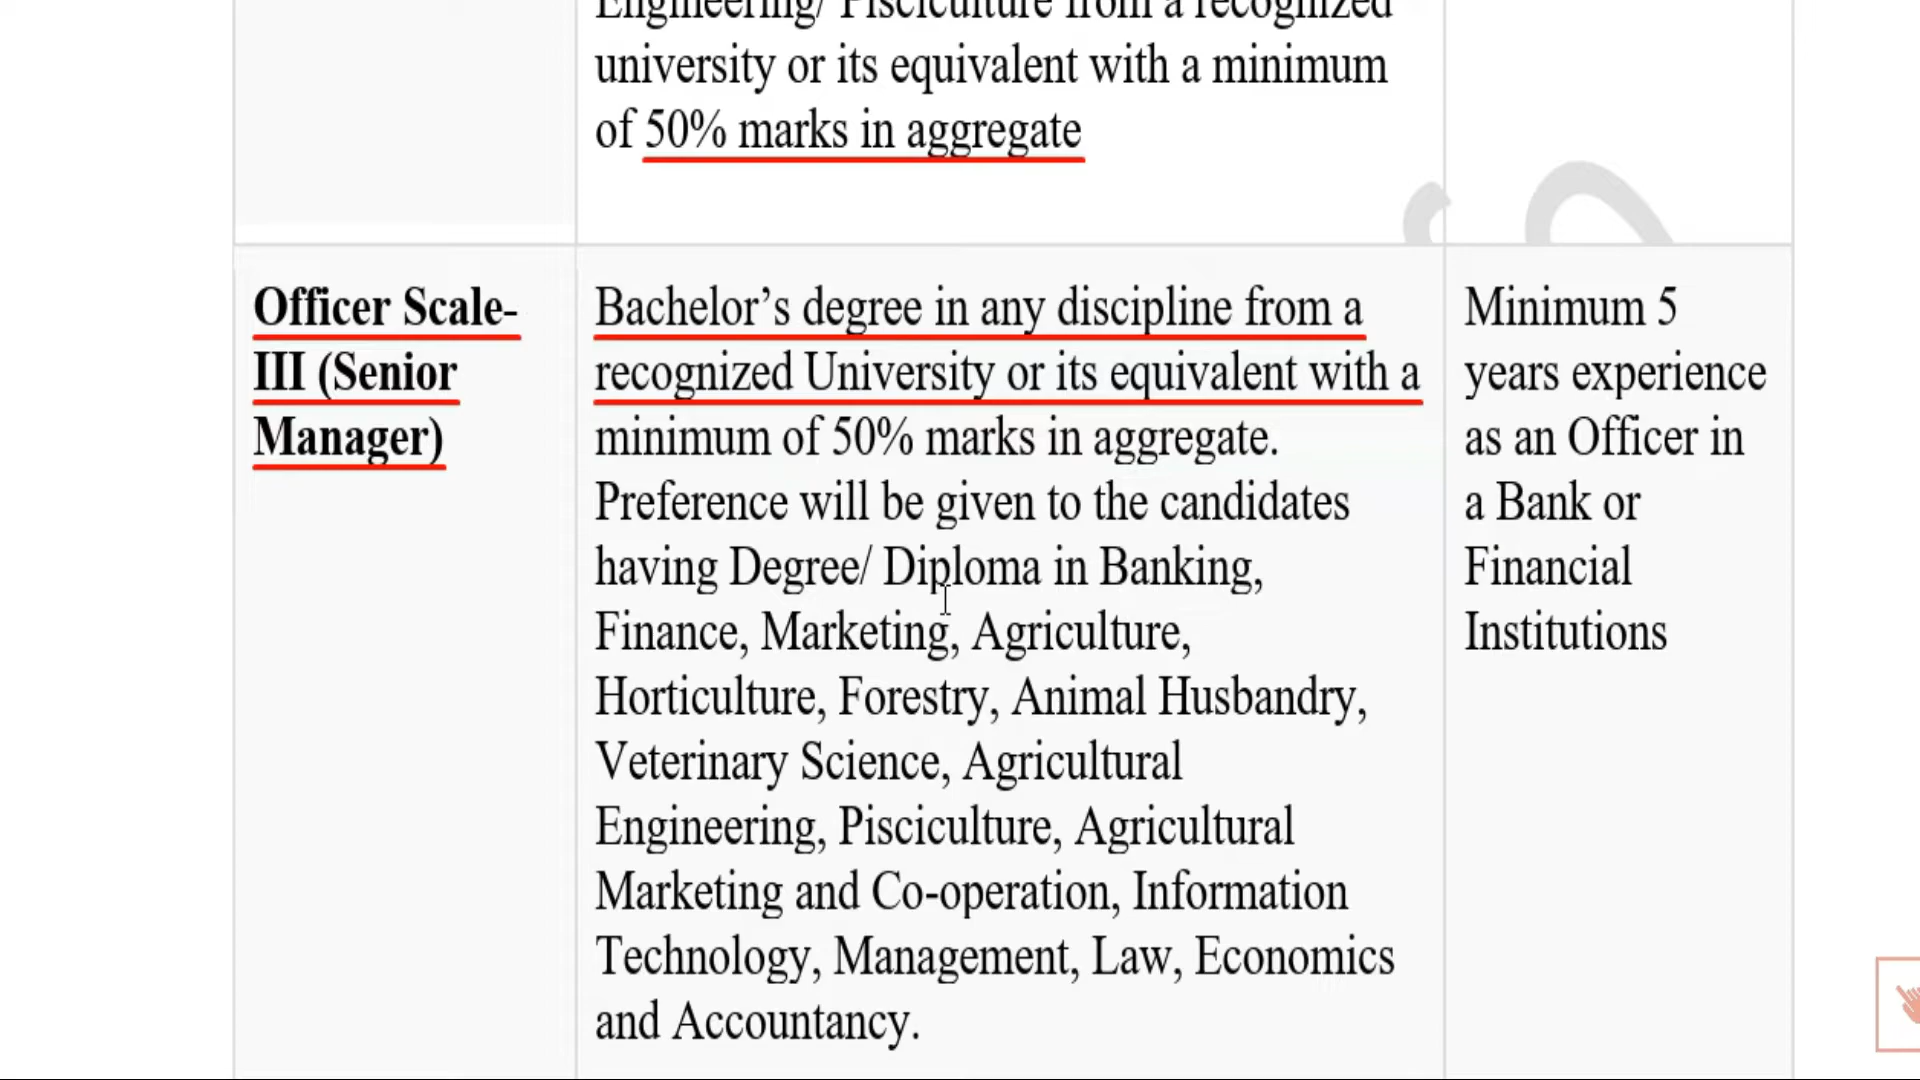 Engineering/ Pisciculture from a recognized
university or its equivalent with a minimum
of 50% marks in aggregate
Officer Scale-
III (Senior
Manager)
Bachelor’s degree in any discipline from a
recognized University or its equivalent with a
minimum of 50% marks in aggregate.
Preference will be given to the candidates
having Degree/ Diploma in Banking,
Finance, Marketing, Agriculture,
Horticulture, Forestry, Animal Husbandry,
Veterinary Science, Agricultural
Engineering, Pisciculture, Agricultural
Marketing and Co-operation, Information
Technology, Management, Law, Economics
and Accountancy.
Minimum 5
years experience
as an Officer in
a Bank or
Financial
Institutions